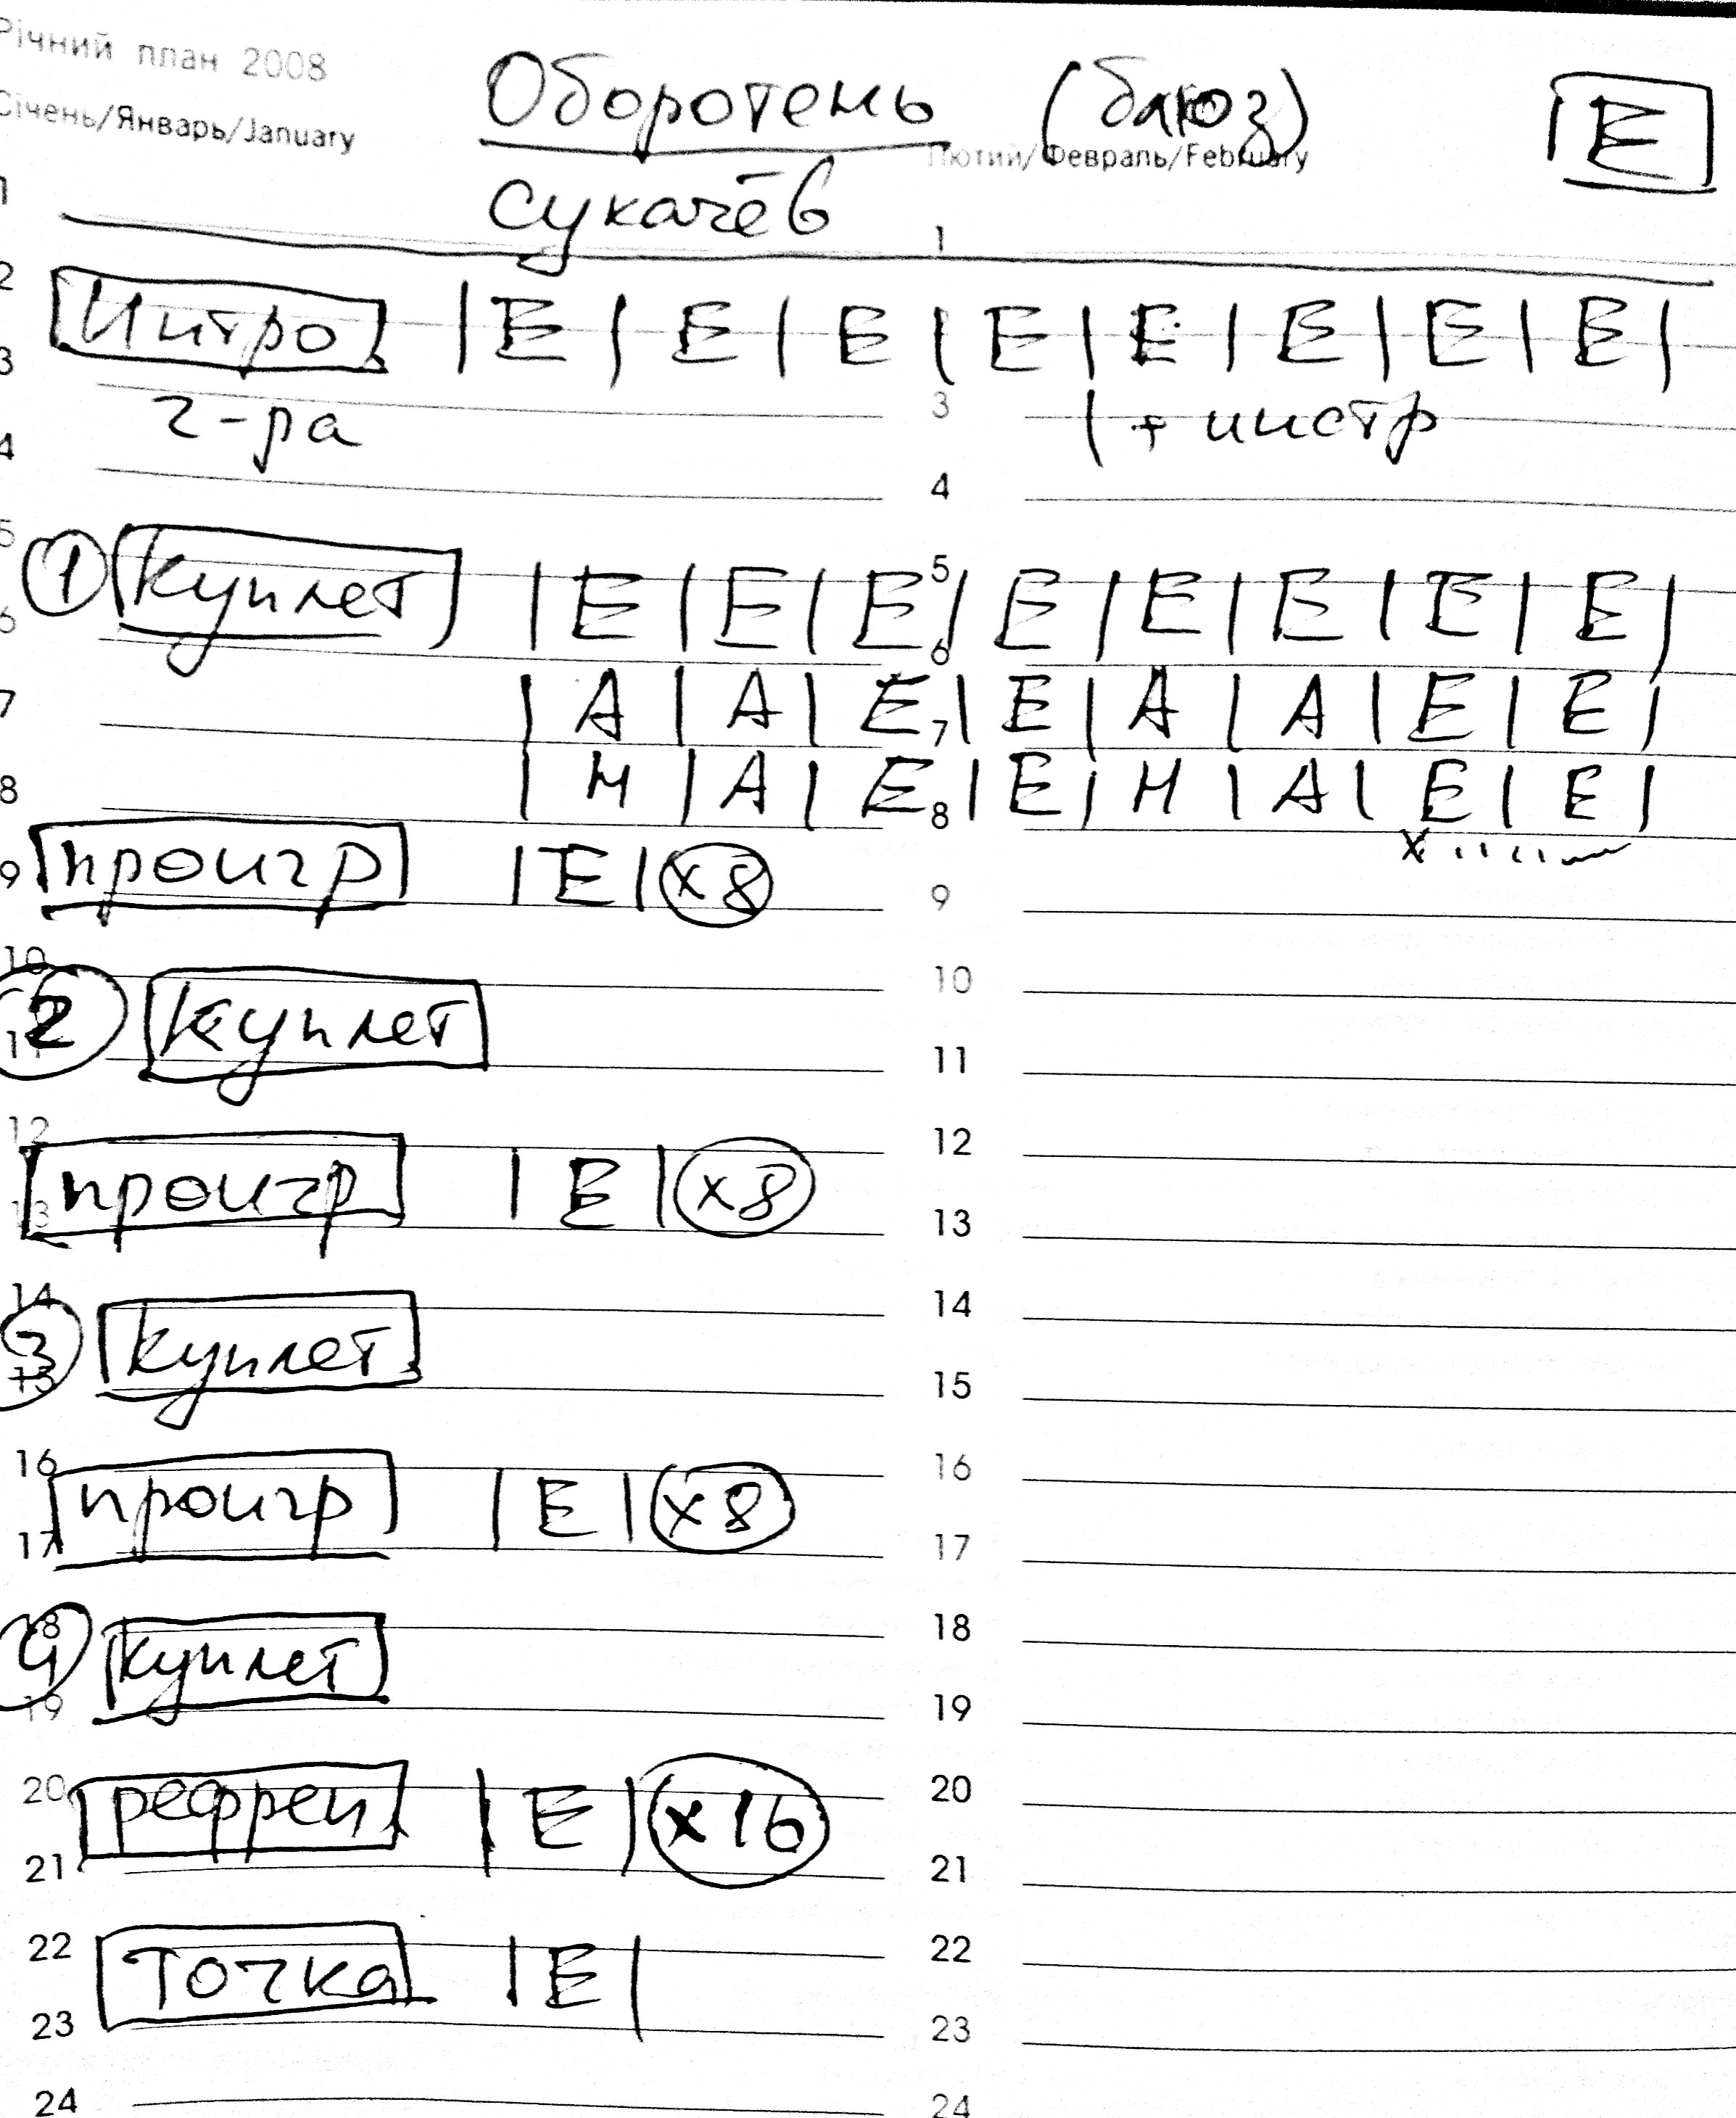 Річний план 2008
Січень/Январь/January
Оборотень (блюз) E
Лютий/Февраль/February
Сукачёв
1
1
2
Интро | E | E | E | E | E | E | E | E |
3
г-ра | + инстр
3
4
4
5
5
① Куплет | E | E | E | E | E | E | E | E |
6
6
7 | A | A | E | E | A | A | E | E |
7
8 | H | A | E | E | H | A | E | E |
8
x
9 проигр | E | x8
9
10
10
2 Куплет
11
11
12
12
проигр | E | x8
13
13
14
14
3 Куплет
15
15
16
16
проигр | E | x8
17
17
18
18
4 Куплет
19
19
20
20
рефрен | E | x16
21
21
22
22
Точка | E |
23
23
24
24